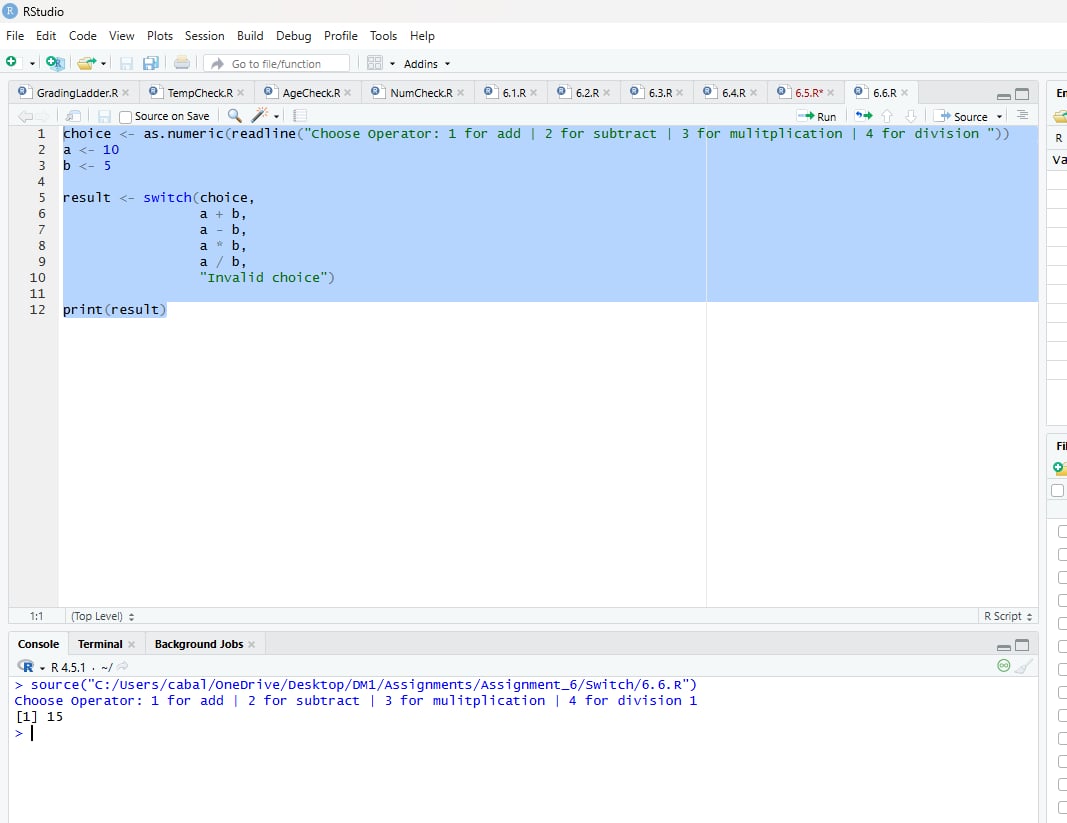 RStudio
File Edit Code View Plots Session Build Debug Profile Tools Help
Go to file/function Addins
GradingLadder.R TempCheck.R AgeCheck.R NumCheck.R 6.1.R 6.2.R 6.3.R 6.4.R 6.5.R* 6.6.R
Source on Save Run Source
1 choice <- as.numeric(readline("Choose Operator: 1 for add | 2 for subtract | 3 for mulitplication | 4 for division "))
2 a <- 10
3 b <- 5
4
5 result <- switch(choice,
6 a + b,
7 a - b,
8 a * b,
9 a / b,
10 "Invalid choice")
11
12 print(result)
1:1 (Top Level) R Script
Console Terminal Background Jobs
R 4.5.1 · ~/
> source("C:/Users/cabal/OneDrive/Desktop/DM1/Assignments/Assignment_6/Switch/6.6.R")
Choose Operator: 1 for add | 2 for subtract | 3 for mulitplication | 4 for division 1
[1] 15
>
R